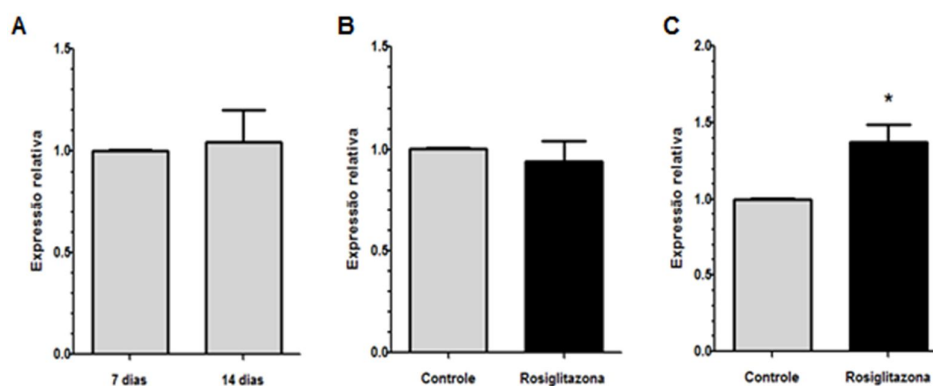 A
Expressão relativa
1.5
1.0
0.5
0.0
7 dias
14 dias
B
Expressão relativa
1.5
1.0
0.5
0.0
Controle
Rosiglitazona
C
Expressão relativa
2.0
1.5
1.0
0.5
0.0
*
Controle
Rosiglitazona